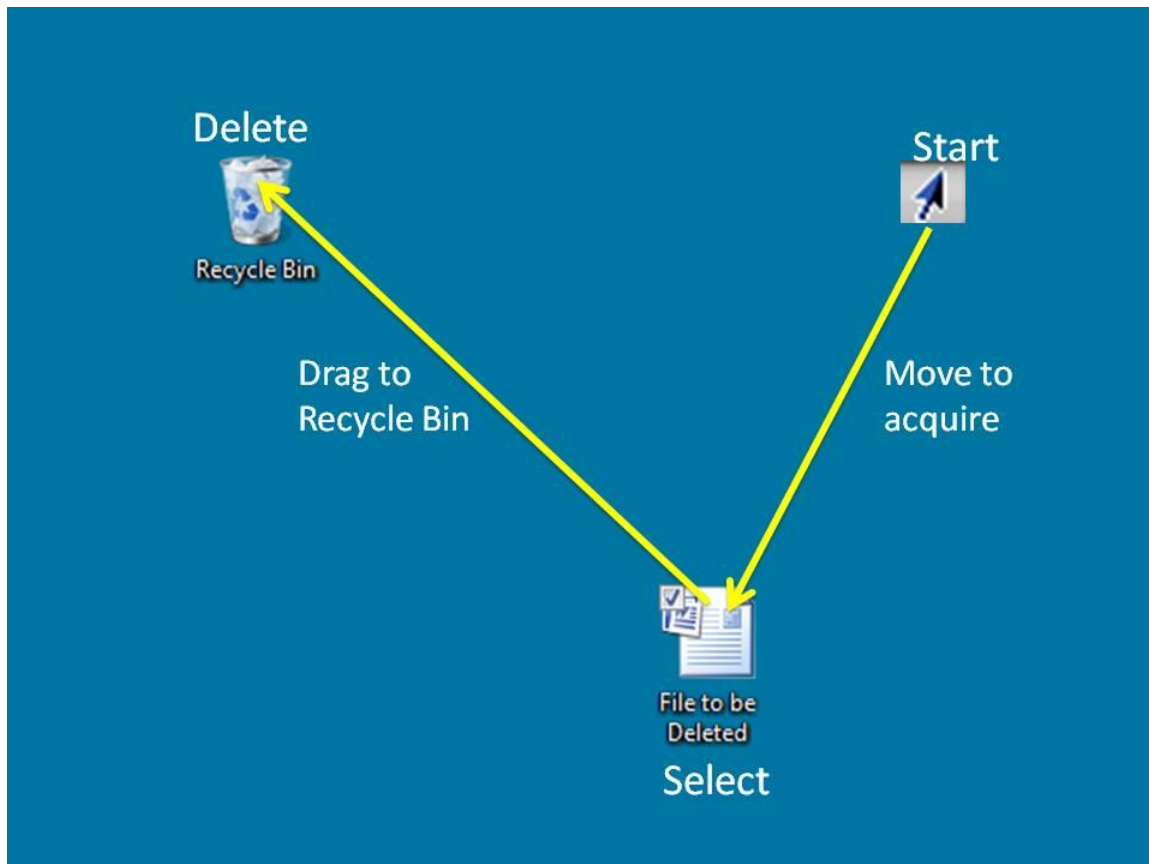 Delete
Start
Recycle Bin
Drag to
Recycle Bin
Move to
acquire
File to be
Deleted
Select